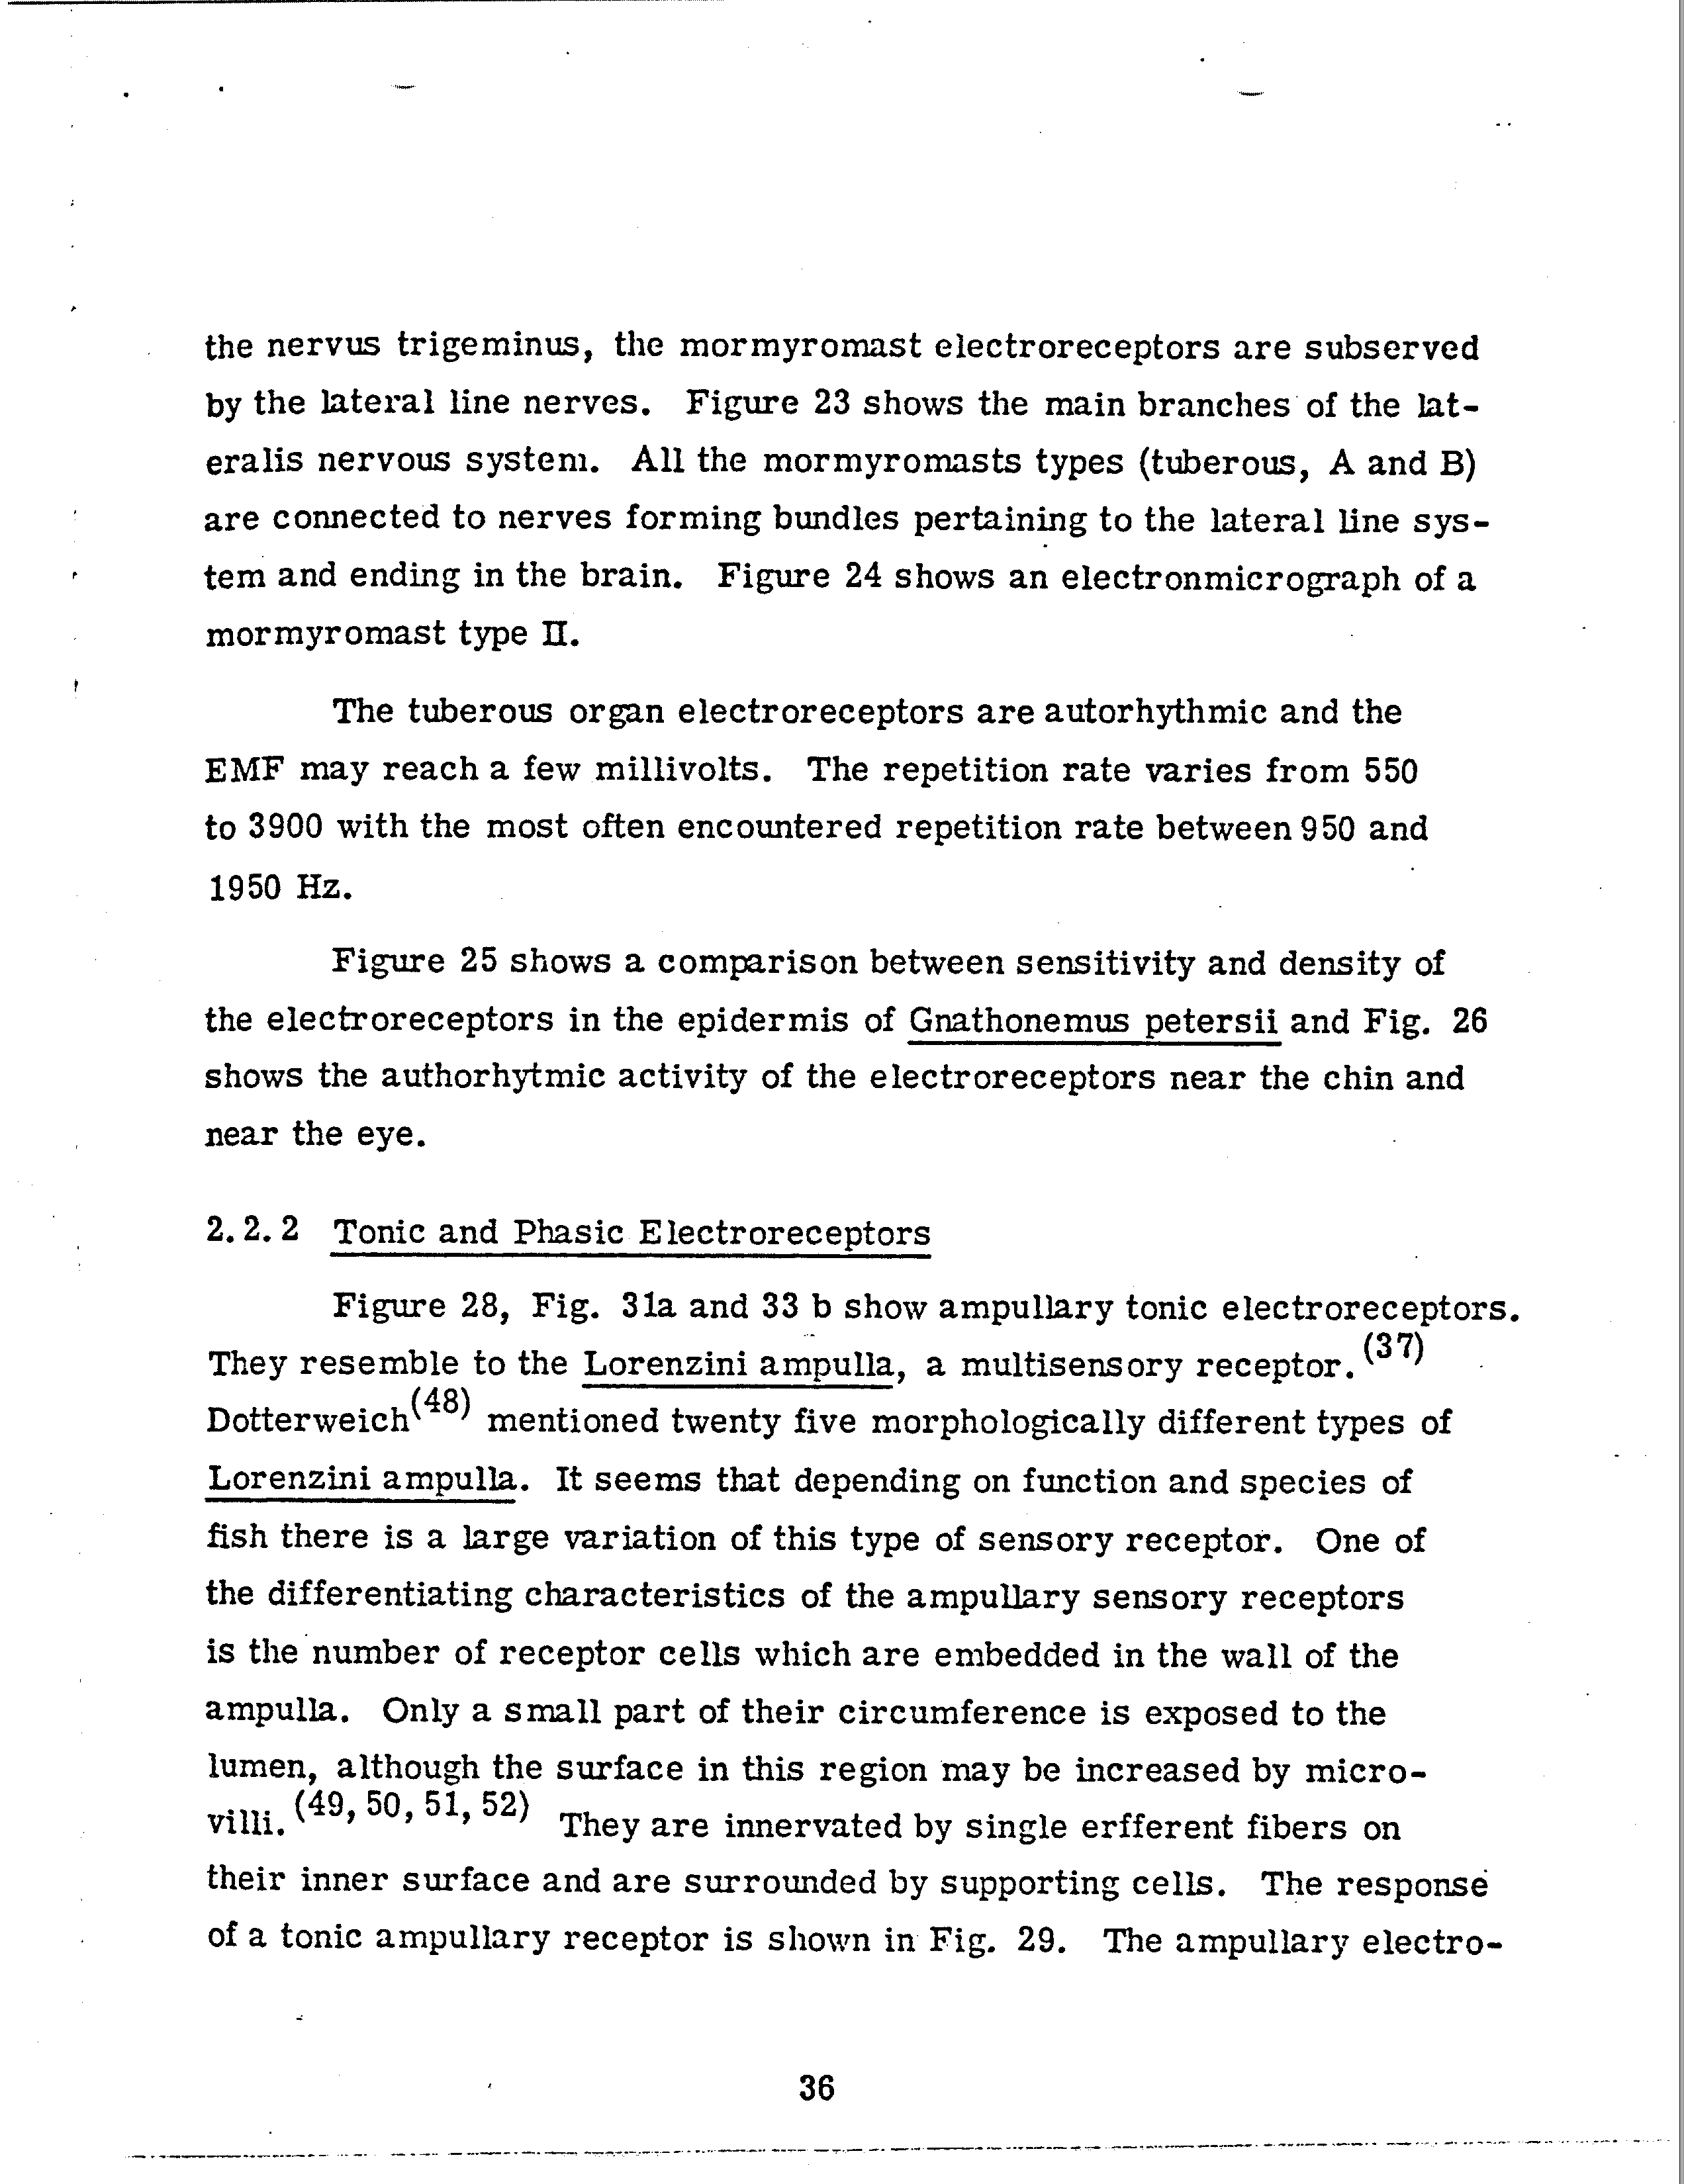 the nervus trigeminus, the mormyromast electroreceptors are subserved
by the lateral line nerves. Figure 23 shows the main branches of the lat-
eralis nervous system. All the mormyromasts types (tuberous, A and B)
are connected to nerves forming bundles pertaining to the lateral line sys-
tem and ending in the brain. Figure 24 shows an electronmicrograph of a
mormyromast type II.
The tuberous organ electroreceptors are autorhythmic and the
EMF may reach a few millivolts. The repetition rate varies from 550
to 3900 with the most often encountered repetition rate between 950 and
1950 Hz.
Figure 25 shows a comparison between sensitivity and density of
the electroreceptors in the epidermis of Gnathonemus petersii and Fig. 26
shows the authorhytmic activity of the electroreceptors near the chin and
near the eye.
2.2.2 Tonic and Phasic Electroreceptors
Figure 28, Fig. 31a and 33 b show ampullary tonic electroreceptors.
They resemble to the Lorenzini ampulla, a multisensory receptor.(37)
Dotterweich(48) mentioned twenty five morphologically different types of
Lorenzini ampulla. It seems that depending on function and species of
fish there is a large variation of this type of sensory receptor. One of
the differentiating characteristics of the ampullary sensory receptors
is the number of receptor cells which are embedded in the wall of the
ampulla. Only a small part of their circumference is exposed to the
lumen, although the surface in this region may be increased by micro-
villi.(49, 50, 51, 52) They are innervated by single erfferent fibers on
their inner surface and are surrounded by supporting cells. The response
of a tonic ampullary receptor is shown in Fig. 29. The ampullary electro-
36